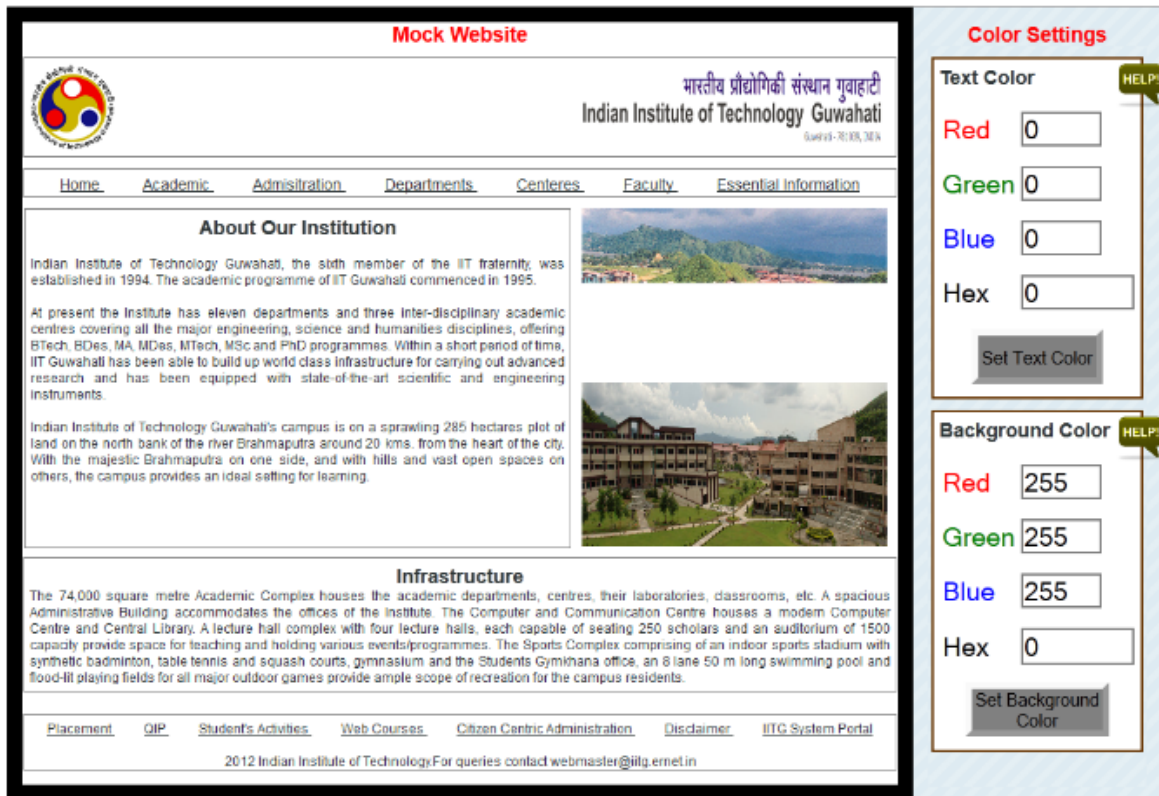 Mock Website
भारतीय प्रौद्योगिकी संस्थान गुवाहाटी
Indian Institute of Technology Guwahati
Home Academic Admisitration Departments Centeres Faculty Essential Information
About Our Institution
Indian Institute of Technology Guwahati, the sixth member of the IIT fraternity, was
established in 1994. The academic programme of IIT Guwahati commenced in 1995.
At present the Institute has eleven departments and three inter-disciplinary academic
centres covering all the major engineering, science and humanities disciplines, offering
BTech, BDes, MA, MDes, MTech, MSc and PhD programmes. Within a short period of time,
IIT Guwahati has been able to build up world class infrastructure for carrying out advanced
research and has been equipped with state-of-the-art scientific and engineering
instruments.
Indian Institute of Technology Guwahati's campus is on a sprawling 285 hectares plot of
land on the north bank of the river Brahmaputra around 20 kms. from the heart of the city.
With the majestic Brahmaputra on one side, and with hills and vast open spaces on
others, the campus provides an ideal setting for learning.
Infrastructure
The 74,000 square metre Academic Complex houses the academic departments, centres, their laboratories, classrooms, etc. A spacious
Administrative Building accommodates the offices of the Institute. The Computer and Communication Centre houses a modern Computer
Centre and Central Library. A lecture hall complex with four lecture halls, each capable of seating 250 scholars and an auditorium of 1500
capacity provide space for teaching and holding various events/programmes. The Sports Complex comprising of an indoor sports stadium with
synthetic badminton, table tennis and squash courts, gymnasium and the Students Gymkhana office, an 8 lane 50 m long swimming pool and
flood-lit playing fields for all major outdoor games provide ample scope of recreation for the campus residents.
Placement QIP Student's Activities Web Courses Citizen Centric Administration Disclaimer IITG System Portal
2012 Indian Institute of Technology.For queries contact webmaster@iitg.ernet.in
Color Settings
Text Color HELP!
Red 0
Green 0
Blue 0
Hex 0
Set Text Color
Background Color HELP!
Red 255
Green 255
Blue 255
Hex 0
Set Background
Color